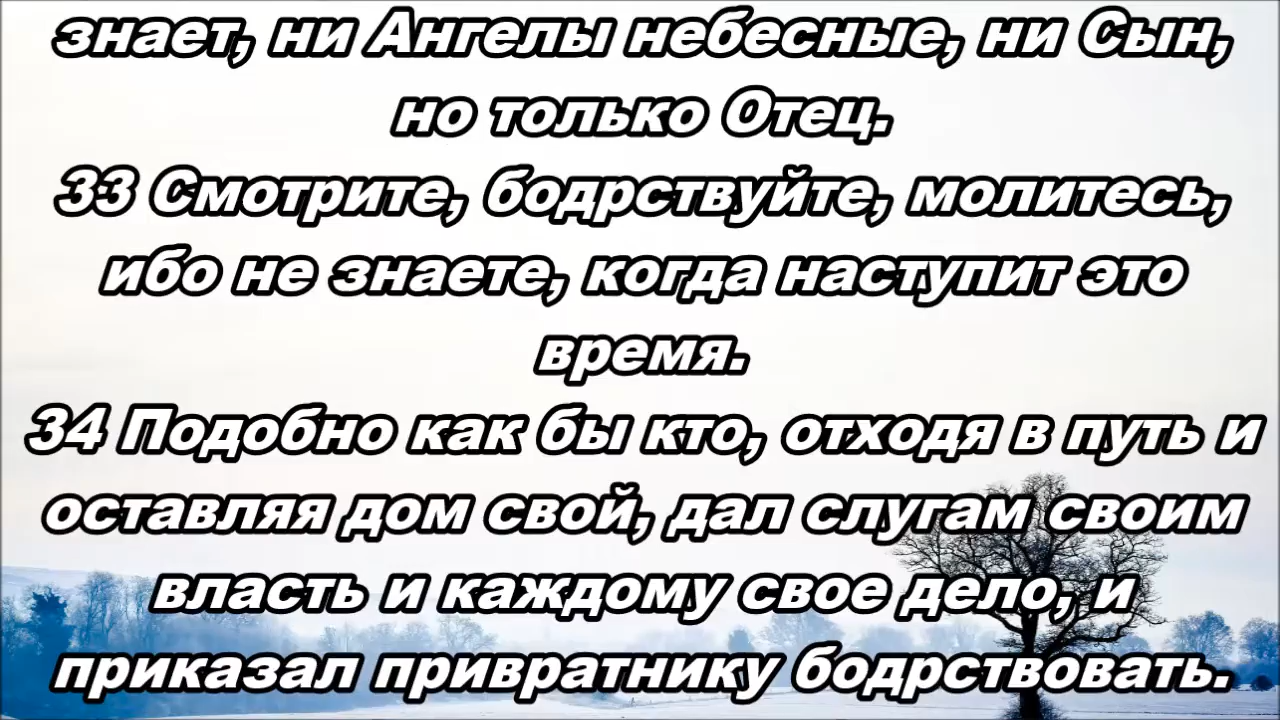 знает, ни Ангелы небесные, ни Сын,
но только Отец.
33 Смотрите, бодрствуйте, молитесь,
ибо не знаете, когда наступит это
время.
34 Подобно как бы кто, отходя в путь и
оставляя дом свой, дал слугам своим
власть и каждому свое дело, и
приказал привратнику бодрствовать.